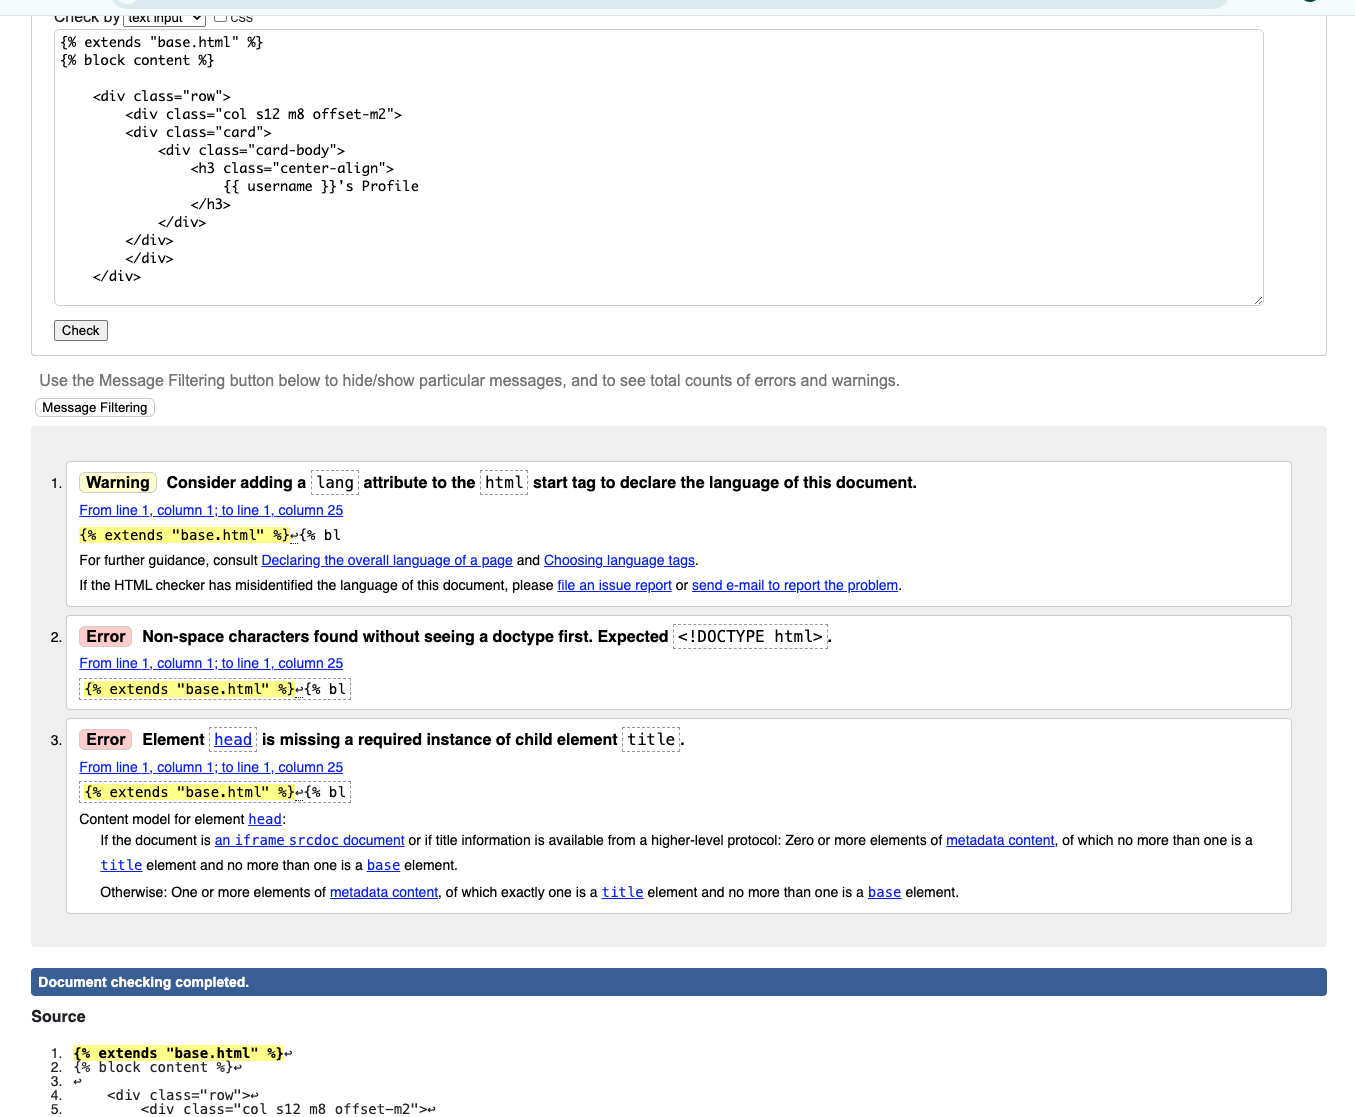 Check by text input css
{% extends "base.html" %}
{% block content %}
<div class="row">
<div class="col s12 m8 offset-m2">
<div class="card">
<div class="card-body">
<h3 class="center-align">
{{ username }}'s Profile
</h3>
</div>
</div>
</div>
</div>
Check
Use the Message Filtering button below to hide/show particular messages, and to see total counts of errors and warnings.
Message Filtering
1. Warning Consider adding a lang attribute to the html start tag to declare the language of this document.
From line 1, column 1; to line 1, column 25
{% extends "base.html" %}↩{% bl
For further guidance, consult Declaring the overall language of a page and Choosing language tags.
If the HTML checker has misidentified the language of this document, please file an issue report or send e-mail to report the problem.
2. Error Non-space characters found without seeing a doctype first. Expected <!DOCTYPE html>.
From line 1, column 1; to line 1, column 25
{% extends "base.html" %}↩{% bl
3. Error Element head is missing a required instance of child element title.
From line 1, column 1; to line 1, column 25
{% extends "base.html" %}↩{% bl
Content model for element head:
If the document is an iframe srcdoc document or if title information is available from a higher-level protocol: Zero or more elements of metadata content, of which no more than one is a
title element and no more than one is a base element.
Otherwise: One or more elements of metadata content, of which exactly one is a title element and no more than one is a base element.
Document checking completed.
Source
1. {% extends "base.html" %}↩
2. {% block content %}↩
3. ↩
4. <div class="row">↩
5. <div class="col s12 m8 offset-m2">↩